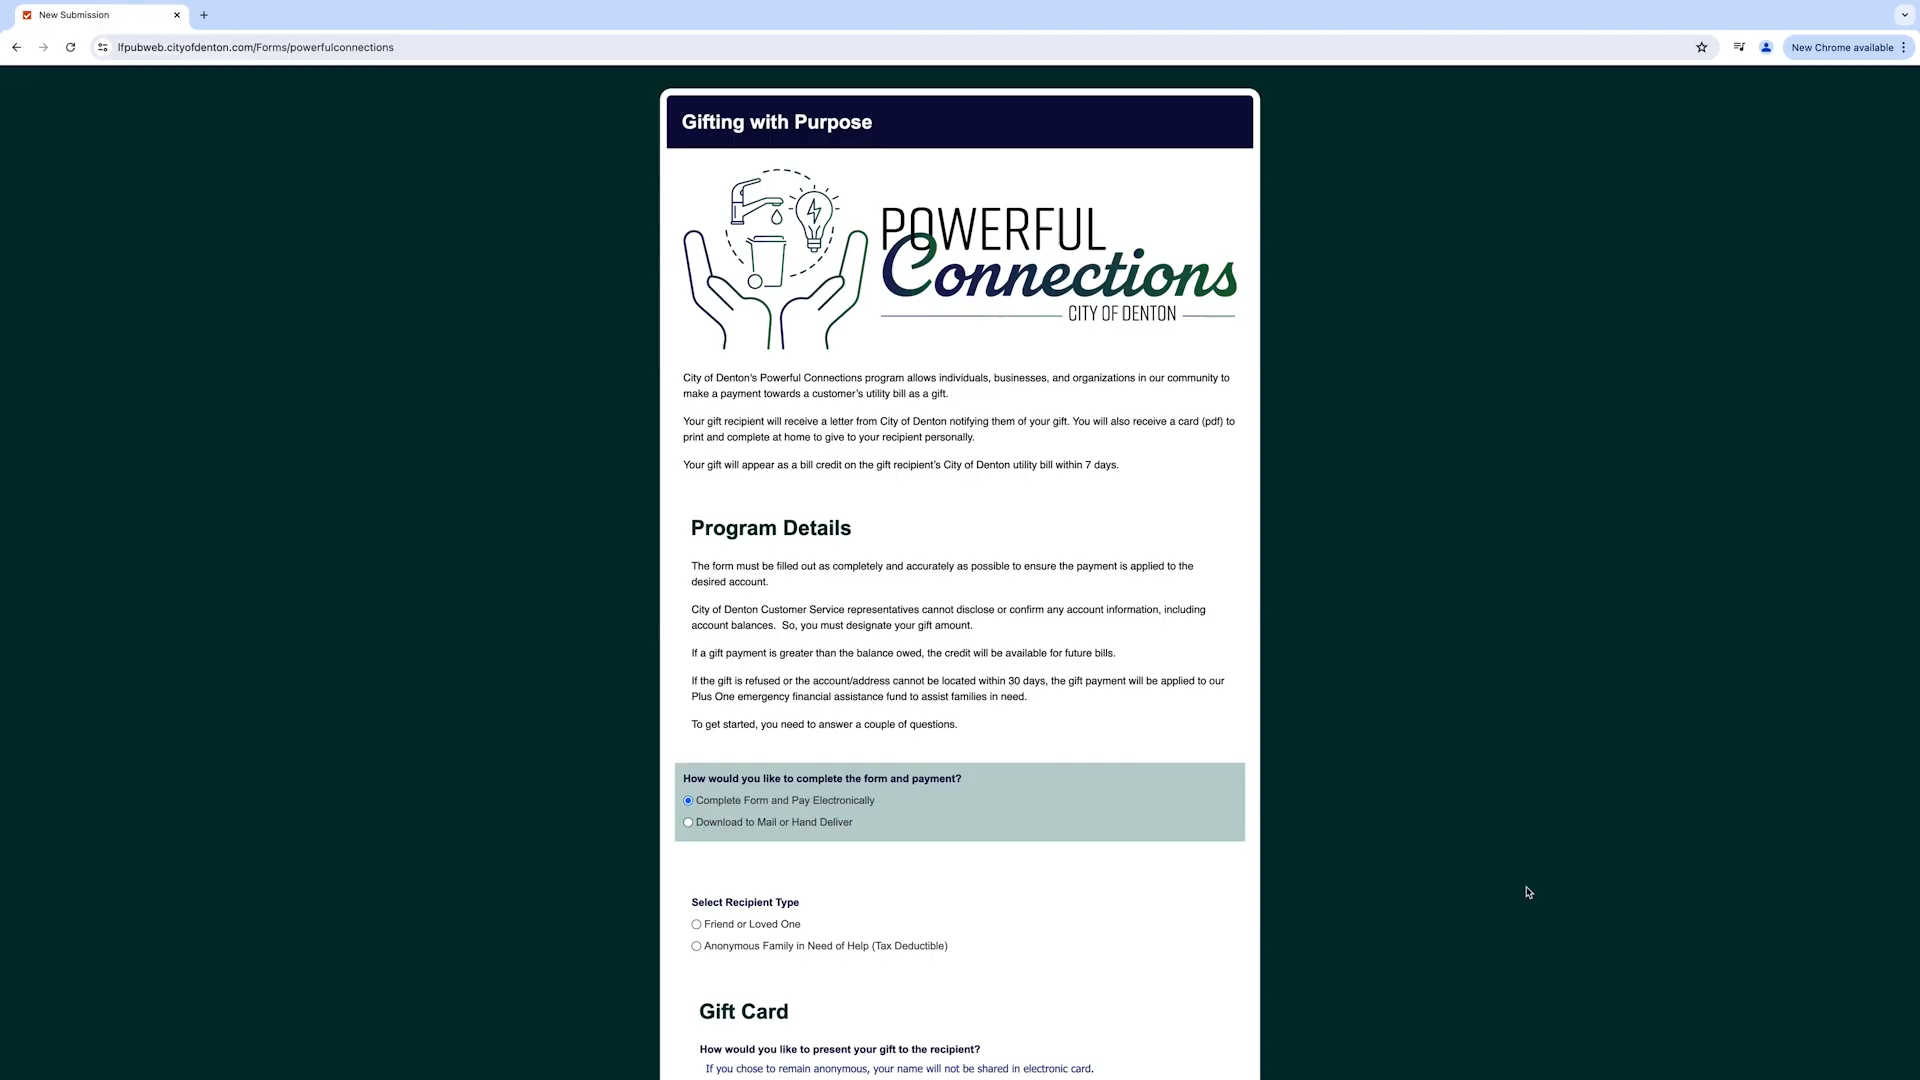 New Submission
lfpubweb.cityofdenton.com/Forms/powerfulconnections
New Chrome available
Gifting with Purpose
POWERFUL
Connections
CITY OF DENTON
City of Denton's Powerful Connections program allows individuals, businesses, and organizations in our community to
make a payment towards a customer's utility bill as a gift.
Your gift recipient will receive a letter from City of Denton notifying them of your gift. You will also receive a card (pdf) to
print and complete at home to give to your recipient personally.
Your gift will appear as a bill credit on the gift recipient's City of Denton utility bill within 7 days.
Program Details
The form must be filled out as completely and accurately as possible to ensure the payment is applied to the
desired account.
City of Denton Customer Service representatives cannot disclose or confirm any account information, including
account balances.  So, you must designate your gift amount.
If a gift payment is greater than the balance owed, the credit will be available for future bills.
If the gift is refused or the account/address cannot be located within 30 days, the gift payment will be applied to our
Plus One emergency financial assistance fund to assist families in need.
To get started, you need to answer a couple of questions.
How would you like to complete the form and payment?
Complete Form and Pay Electronically
Download to Mail or Hand Deliver
Select Recipient Type
Friend or Loved One
Anonymous Family in Need of Help (Tax Deductible)
Gift Card
How would you like to present your gift to the recipient?
If you chose to remain anonymous, your name will not be shared in electronic card.